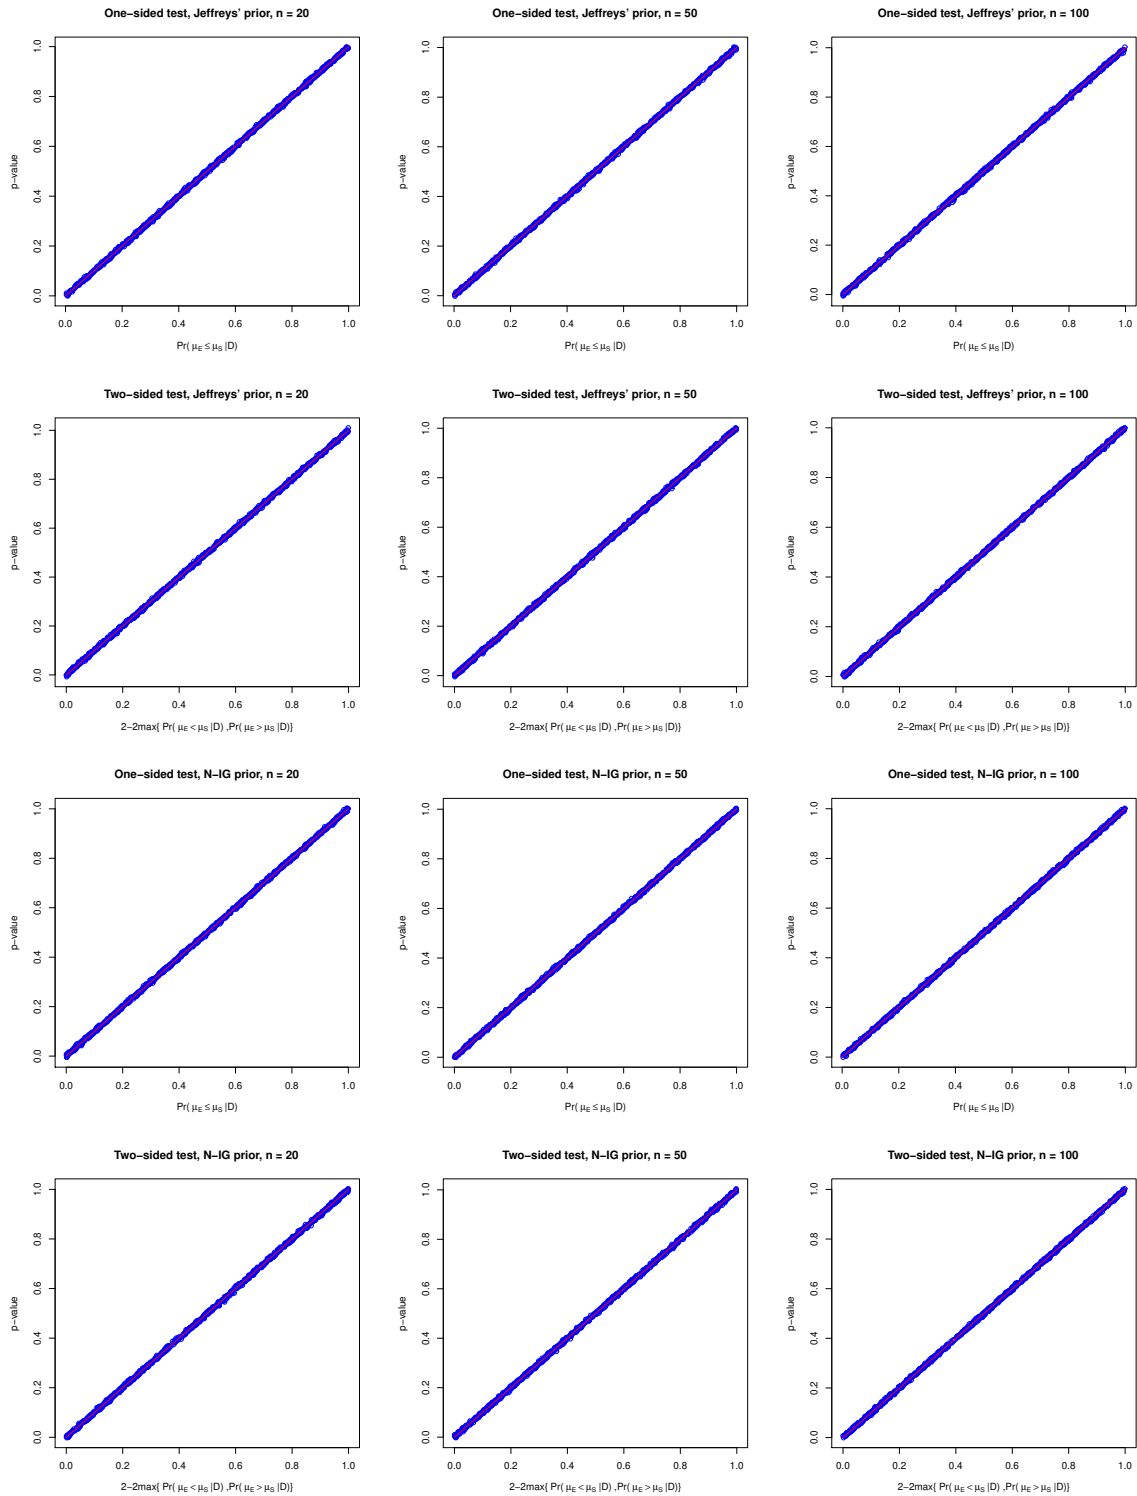 One−sided test, Jeffreys' prior, n = 20
One−sided test, Jeffreys' prior, n = 50
One−sided test, Jeffreys' prior, n = 100
p−value
0.0 0.2 0.4 0.6 0.8 1.0
0.0 0.2 0.4 0.6 0.8 1.0
Pr( μE ≤ μS |D)
p−value
0.0 0.2 0.4 0.6 0.8 1.0
0.0 0.2 0.4 0.6 0.8 1.0
Pr( μE ≤ μS |D)
p−value
0.0 0.2 0.4 0.6 0.8 1.0
0.0 0.2 0.4 0.6 0.8 1.0
Pr( μE ≤ μS |D)
Two−sided test, Jeffreys' prior, n = 20
Two−sided test, Jeffreys' prior, n = 50
Two−sided test, Jeffreys' prior, n = 100
p−value
0.0 0.2 0.4 0.6 0.8 1.0
0.0 0.2 0.4 0.6 0.8 1.0
2−2max{ Pr( μE < μS |D) ,Pr( μE > μS |D)}
p−value
0.0 0.2 0.4 0.6 0.8 1.0
0.0 0.2 0.4 0.6 0.8 1.0
2−2max{ Pr( μE < μS |D) ,Pr( μE > μS |D)}
p−value
0.0 0.2 0.4 0.6 0.8 1.0
0.0 0.2 0.4 0.6 0.8 1.0
2−2max{ Pr( μE < μS |D) ,Pr( μE > μS |D)}
One−sided test, N−IG prior, n = 20
One−sided test, N−IG prior, n = 50
One−sided test, N−IG prior, n = 100
p−value
0.0 0.2 0.4 0.6 0.8 1.0
0.0 0.2 0.4 0.6 0.8 1.0
Pr( μE ≤ μS |D)
p−value
0.0 0.2 0.4 0.6 0.8 1.0
0.0 0.2 0.4 0.6 0.8 1.0
Pr( μE ≤ μS |D)
p−value
0.0 0.2 0.4 0.6 0.8 1.0
0.0 0.2 0.4 0.6 0.8 1.0
Pr( μE ≤ μS |D)
Two−sided test, N−IG prior, n = 20
Two−sided test, N−IG prior, n = 50
Two−sided test, N−IG prior, n = 100
p−value
0.0 0.2 0.4 0.6 0.8 1.0
0.0 0.2 0.4 0.6 0.8 1.0
2−2max{ Pr( μE < μS |D) ,Pr( μE > μS |D)}
p−value
0.0 0.2 0.4 0.6 0.8 1.0
0.0 0.2 0.4 0.6 0.8 1.0
2−2max{ Pr( μE < μS |D) ,Pr( μE > μS |D)}
p−value
0.0 0.2 0.4 0.6 0.8 1.0
0.0 0.2 0.4 0.6 0.8 1.0
2−2max{ Pr( μE < μS |D) ,Pr( μE > μS |D)}